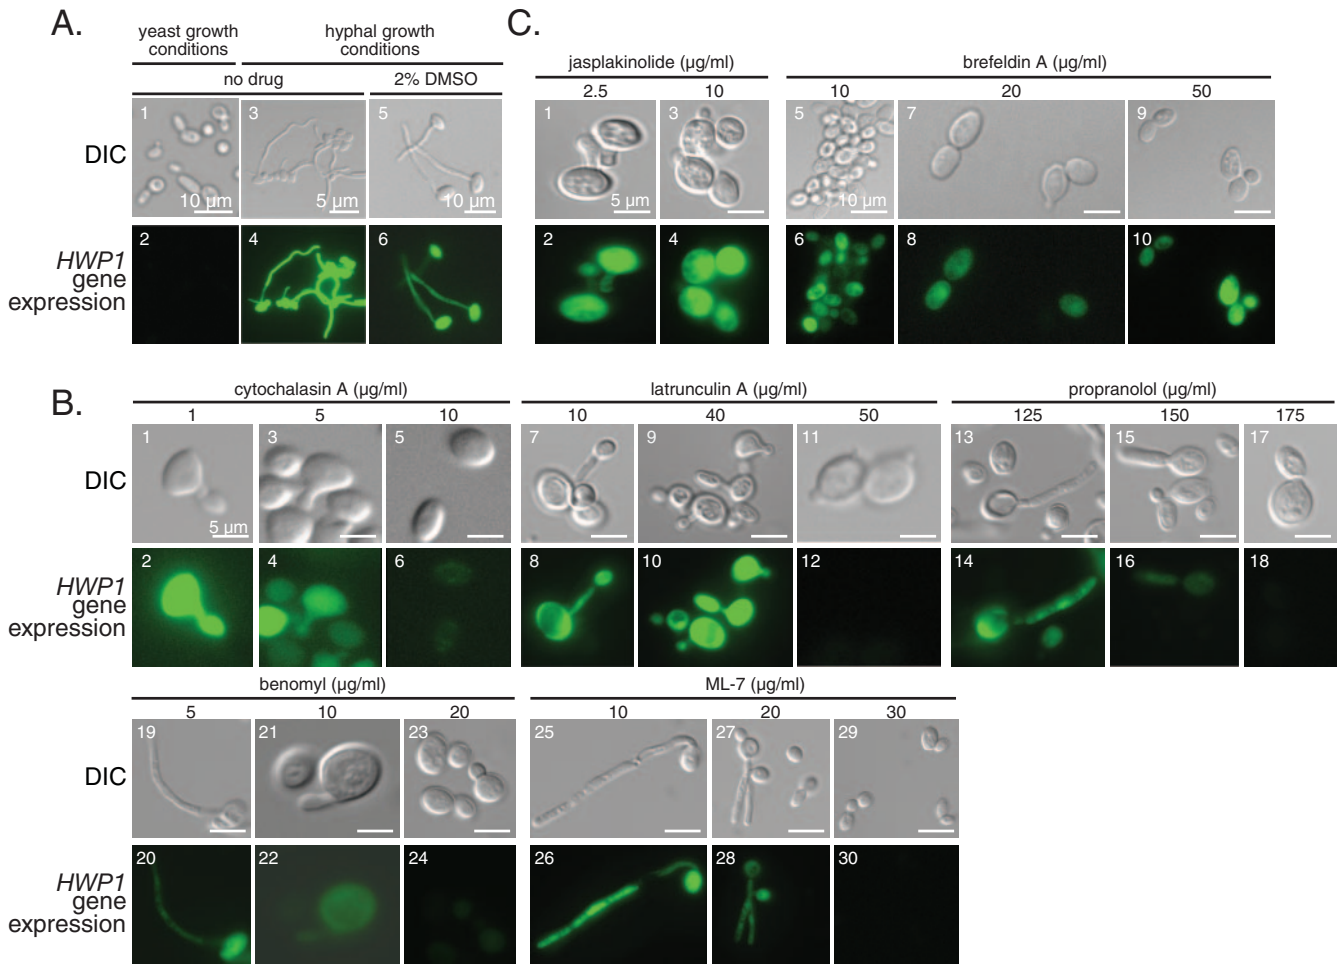 A.
yeast growth
conditions
hyphal growth
conditions
no drug
2% DMSO
DIC
1
10 µm
3
5 µm
5
10 µm
HWP1
gene
expression
2
4
6
C.
jasplakinolide (µg/ml)
brefeldin A (µg/ml)
2.5
10
10
20
50
1
5 µm
3
5
10 µm
7
9
2
4
6
8
10
B.
cytochalasin A (µg/ml)
latrunculin A (µg/ml)
propranolol (µg/ml)
1
5
10
10
40
50
125
150
175
DIC
1
5 µm
3
5
7
9
11
13
15
17
HWP1
gene
expression
2
4
6
8
10
12
14
16
18
benomyl (µg/ml)
ML-7 (µg/ml)
5
10
20
10
20
30
DIC
19
21
23
25
27
29
HWP1
gene
expression
20
22
24
26
28
30